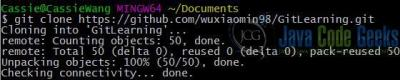 Cassie@CassieWang MINGW64 ~/Documents
$ git clone https://github.com/wuxiaomin98/GitLearning.git
Cloning into 'GitLearning'...
remote: Counting objects: 50, done.
remote: Total 50 (delta 0), reused 0 (delta 0), pack-reused 50
Unpacking objects: 100% (50/50), done.
Checking connectivity... done.
JCG
Java Code Geeks